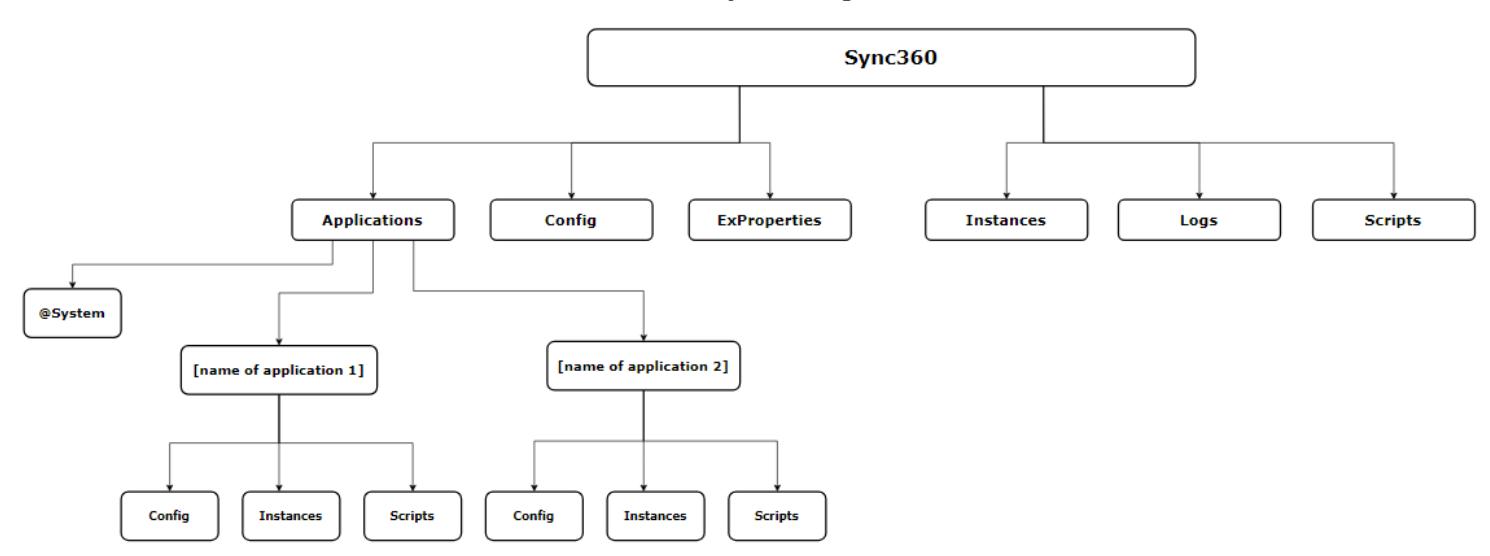 Sync360
Applications
Config
ExProperties
Instances
Logs
Scripts
@System
[name of application 1]
[name of application 2]
Config
Instances
Scripts
Config
Instances
Scripts